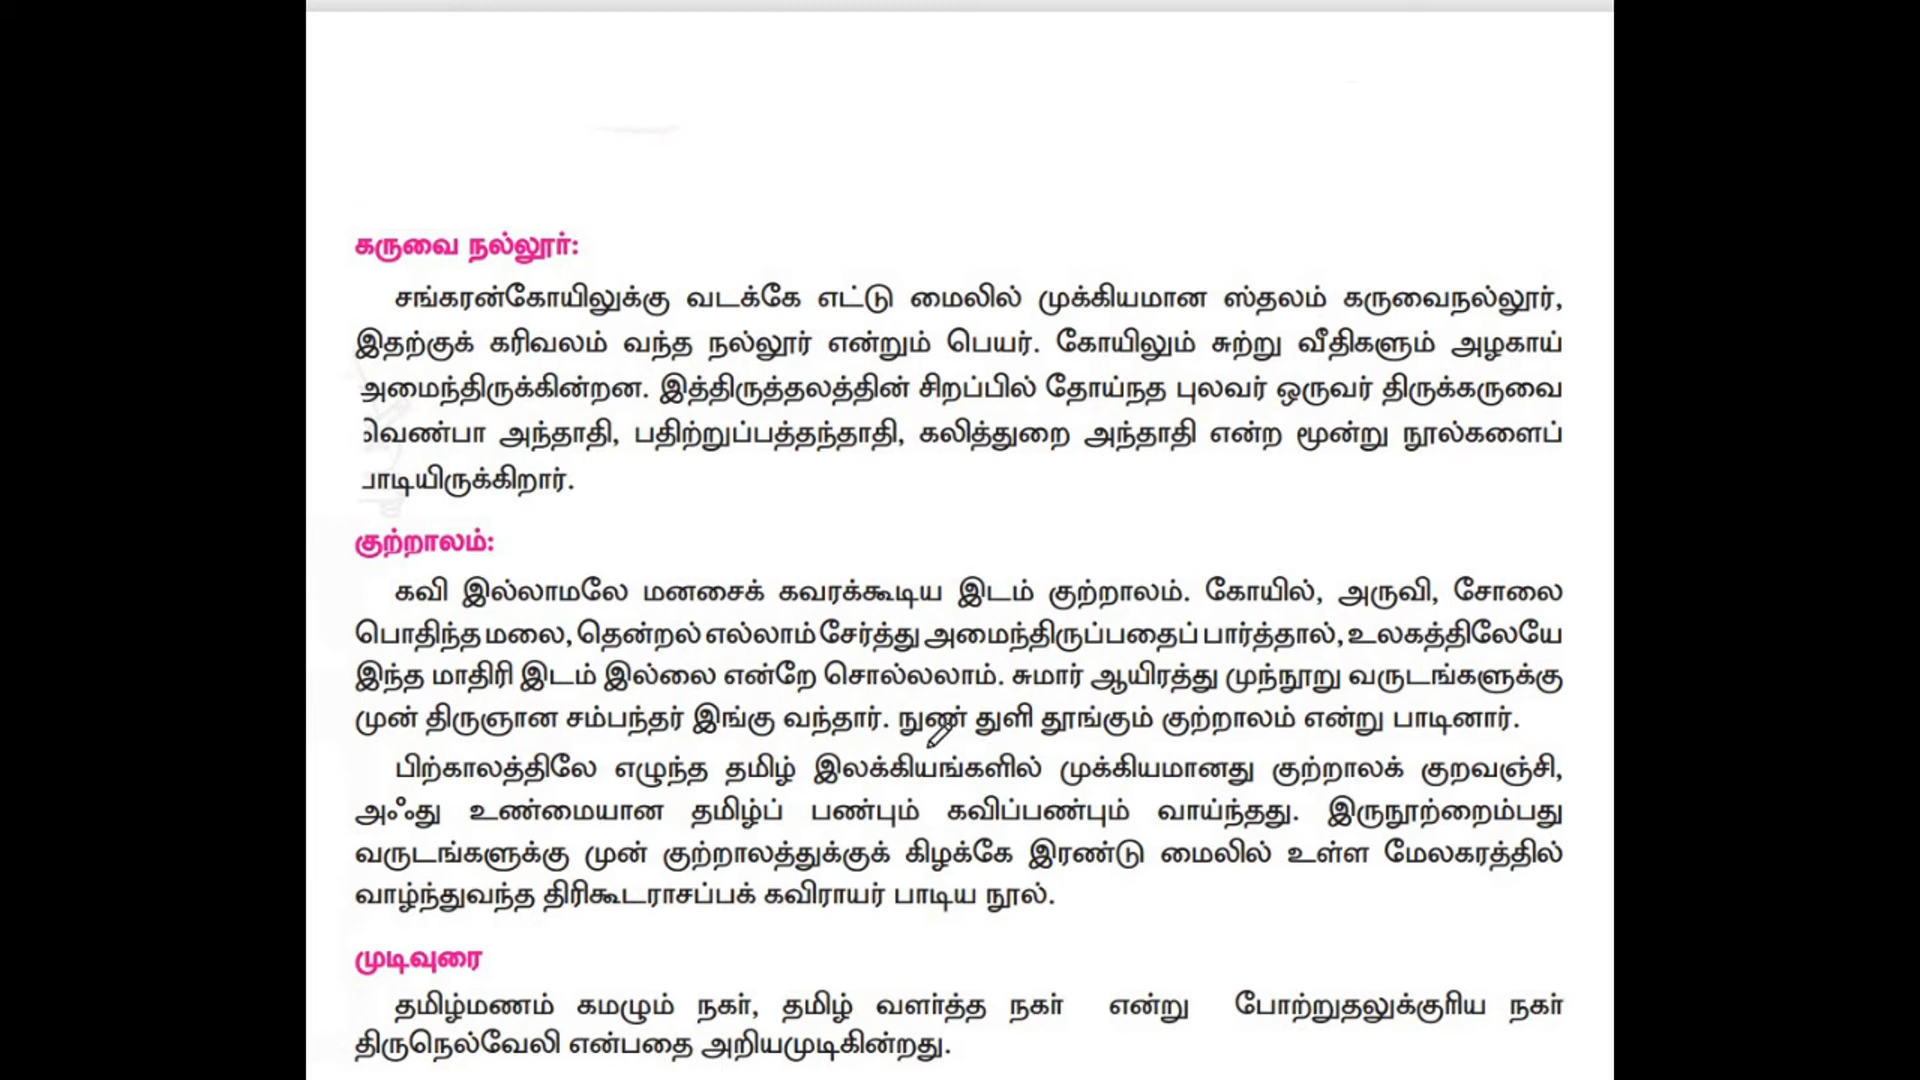 கருவை நல்லூர்:
சங்கரன்கோயிலுக்கு வடக்கே எட்டு மைலில் முக்கியமான ஸ்தலம் கருவைநல்லூர்,
இதற்குக் கரிவலம் வந்த நல்லூர் என்றும் பெயர். கோயிலும் சுற்று வீதிகளும் அழகாய்
அமைந்திருக்கின்றன. இத்திருத்தலத்தின் சிறப்பில் தோய்நத புலவர் ஒருவர் திருக்கருவை
வெண்பா அந்தாதி, பதிற்றுப்பத்தந்தாதி, கலித்துறை அந்தாதி என்ற மூன்று நூல்களைப்
பாடியிருக்கிறார்.
குற்றாலம்:
கவி இல்லாமலே மனசைக் கவரக்கூடிய இடம் குற்றாலம். கோயில், அருவி, சோலை
பொதிந்த மலை, தென்றல் எல்லாம் சேர்த்து அமைந்திருப்பதைப் பார்த்தால், உலகத்திலேயே
இந்த மாதிரி இடம் இல்லை என்றே சொல்லலாம். சுமார் ஆயிரத்து முந்நூறு வருடங்களுக்கு
முன் திருஞான சம்பந்தர் இங்கு வந்தார். நுண் துளி தூங்கும் குற்றாலம் என்று பாடினார்.
பிற்காலத்திலே எழுந்த தமிழ் இலக்கியங்களில் முக்கியமானது குற்றாலக் குறவஞ்சி,
அஃது உண்மையான தமிழ்ப் பண்பும் கவிப்பண்பும் வாய்ந்தது. இருநூற்றைம்பது
வருடங்களுக்கு முன் குற்றாலத்துக்குக் கிழக்கே இரண்டு மைலில் உள்ள மேலகரத்தில்
வாழ்ந்துவந்த திரிகூடராசப்பக் கவிராயர் பாடிய நூல்.
முடிவுரை
தமிழ்மணம் கமழும் நகர், தமிழ் வளர்த்த நகர் என்று போற்றுதலுக்குரிய நகர்
திருநெல்வேலி என்பதை அறியமுடிகின்றது.